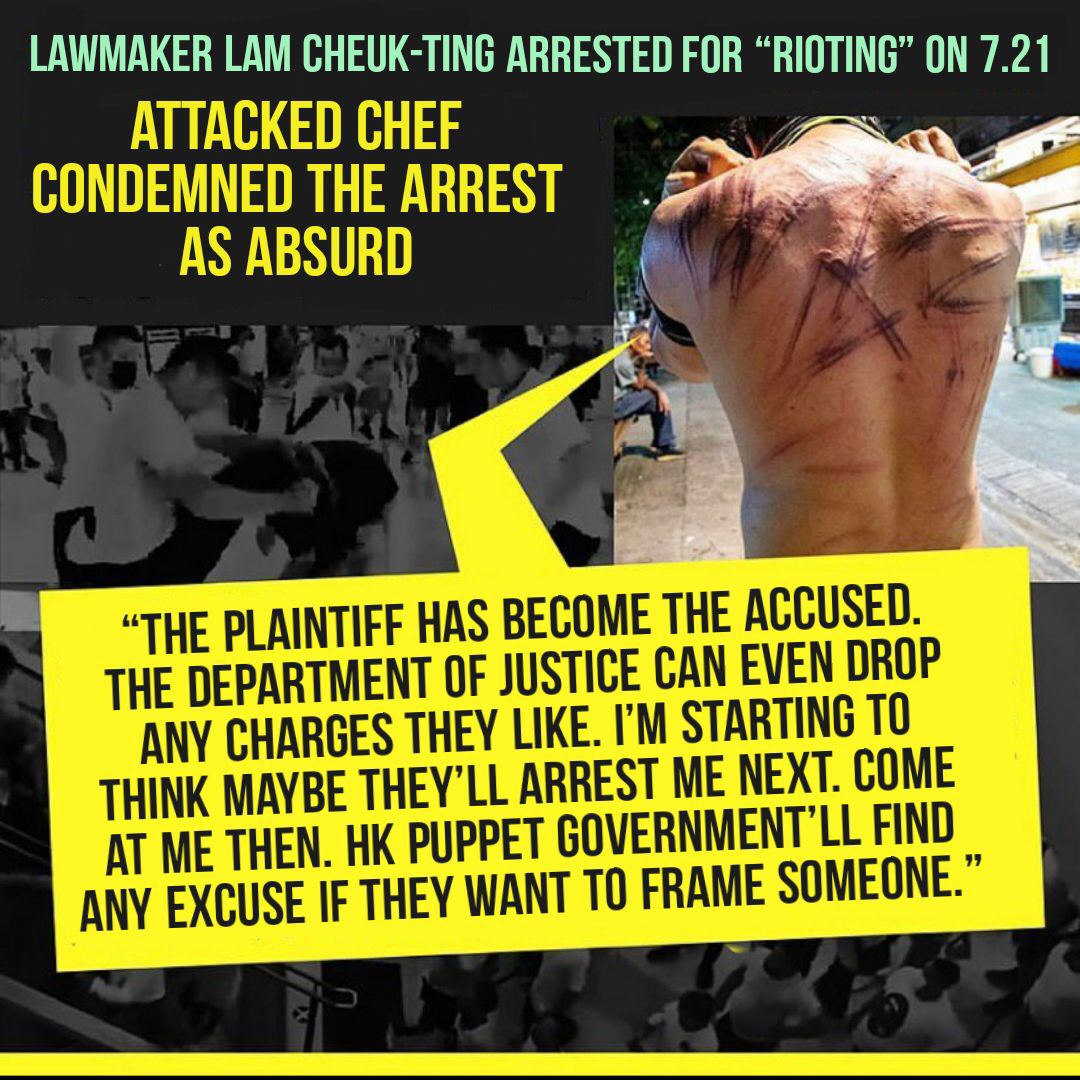 LAWMAKER LAM CHEUK-TING ARRESTED FOR “RIOTING” ON 7.21
ATTACKED CHEF
CONDEMNED THE ARREST
AS ABSURD
“THE PLAINTIFF HAS BECOME THE ACCUSED.
THE DEPARTMENT OF JUSTICE CAN EVEN DROP
ANY CHARGES THEY LIKE. I’M STARTING TO
THINK MAYBE THEY’LL ARREST ME NEXT. COME
AT ME THEN. HK PUPPET GOVERNMENT’LL FIND
ANY EXCUSE IF THEY WANT TO FRAME SOMEONE.”